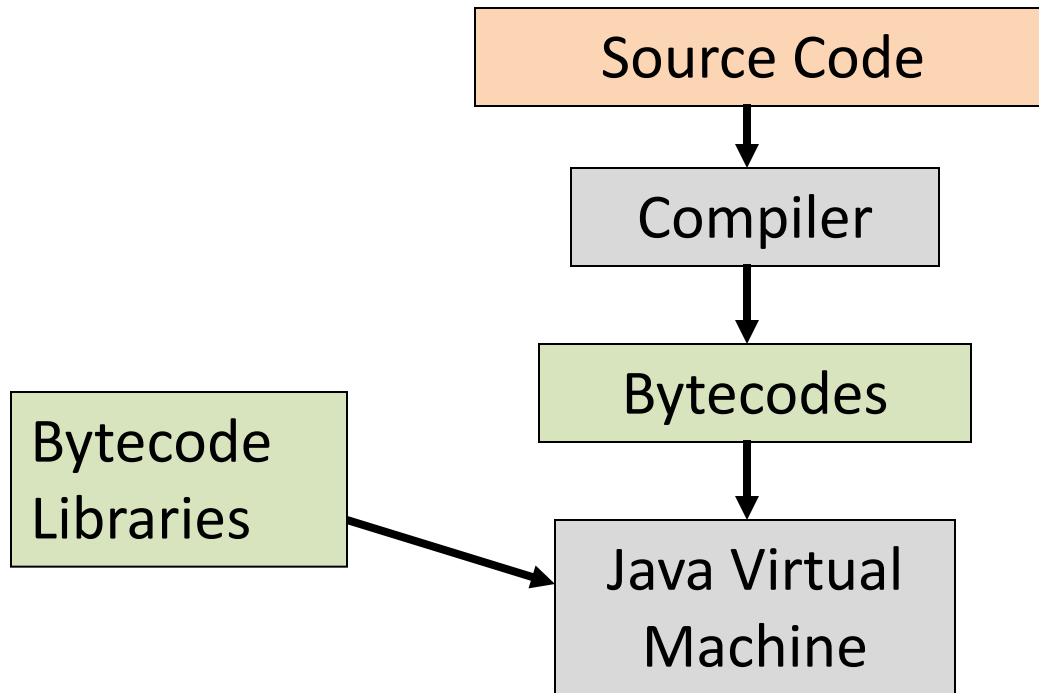 Source Code
Compiler
Bytecodes
Bytecode
Libraries
Java Virtual
Machine